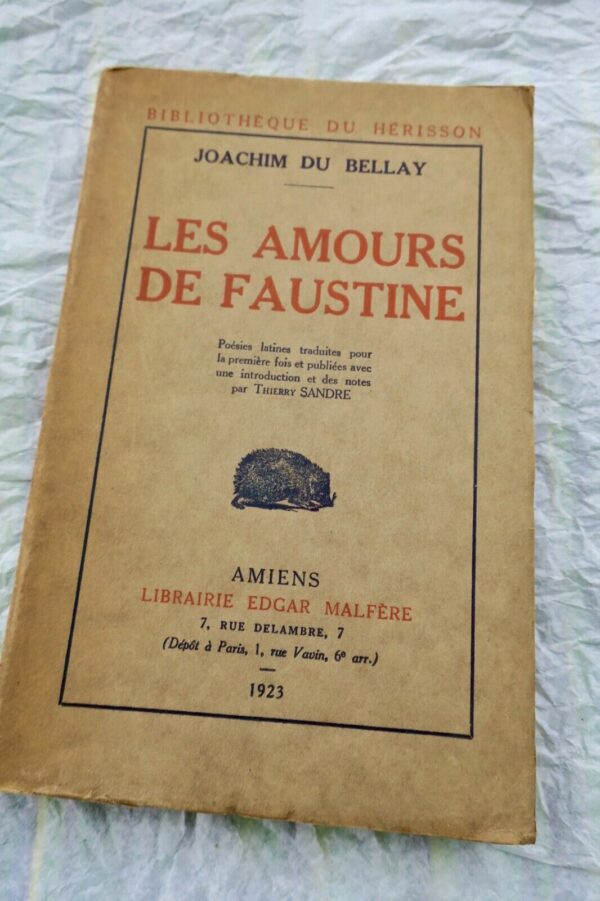 BIBLIOTHÈQUE DU HÉRISSON
JOACHIM DU BELLAY
LES AMOURS
DE FAUSTINE
Poésies latines traduites pour
la première fois et publiées avec
une introduction et des notes
par THIERRY SANDRE
AMIENS
LIBRAIRIE EDGAR MALFÈRE
7, RUE DELAMBRE, 7
(Dépôt à Paris, 1, rue Vavin, 6e arr.)
1923